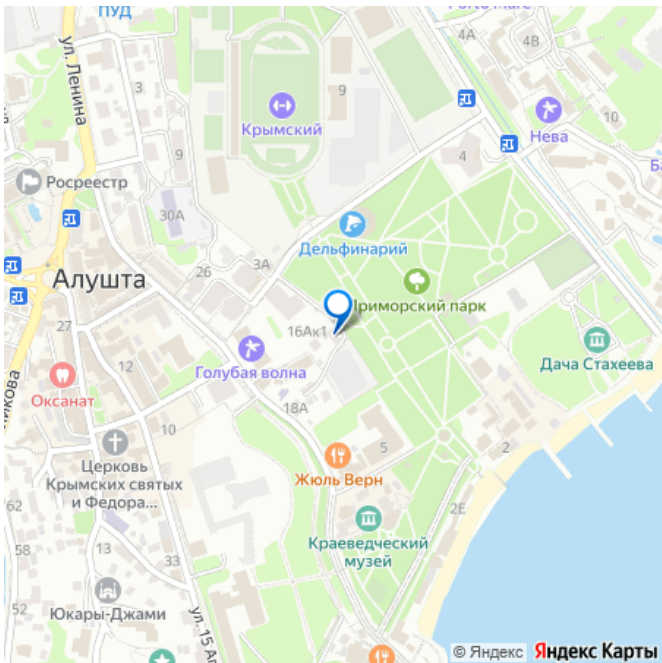 ПУД
ул. Ленина
4А
4В
3
9
Крымский
Нева
9
4
Росреестр
30А
Дельфинарий
3А
26
Алушта
Приморский парк
16Ак1
27
Голубая волна
Дача Стахеева
12
Оксанат
18А
10
5
2
Церковь
Крымских святых
и Федора...
Жюль Верн
62
2Е
Краеведческий
музей
58
13
33
52
Юкары-Джами
ул. 15 Ап
© Яндекс
Яндекс Карты